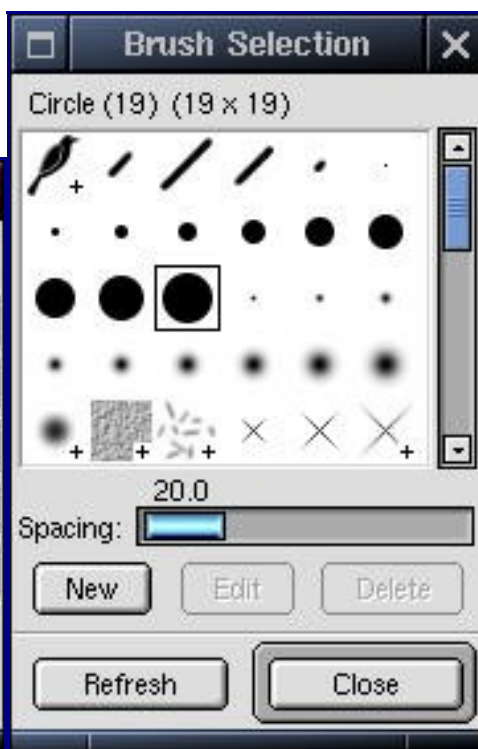 Brush Selection
Circle (19) (19 x 19)
20.0
Spacing:
New Edit Delete
Refresh Close